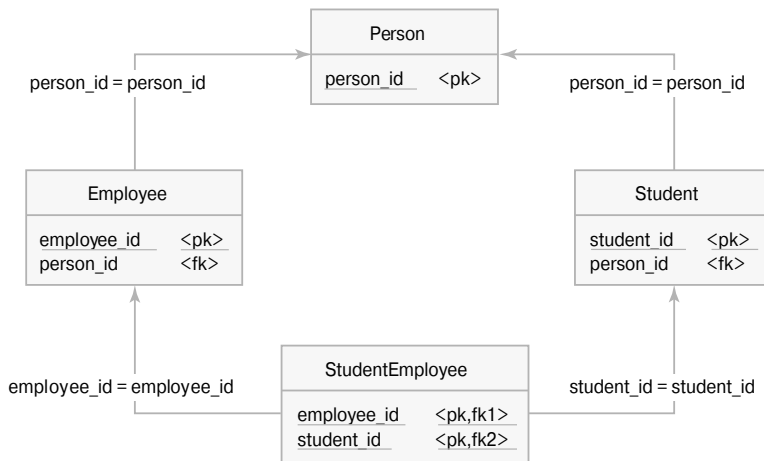 Person
person_id <pk>
person_id = person_id
person_id = person_id
Employee
employee_id <pk>
person_id <fk>
Student
student_id <pk>
person_id <fk>
employee_id = employee_id
student_id = student_id
StudentEmployee
employee_id <pk,fk1>
student_id <pk,fk2>